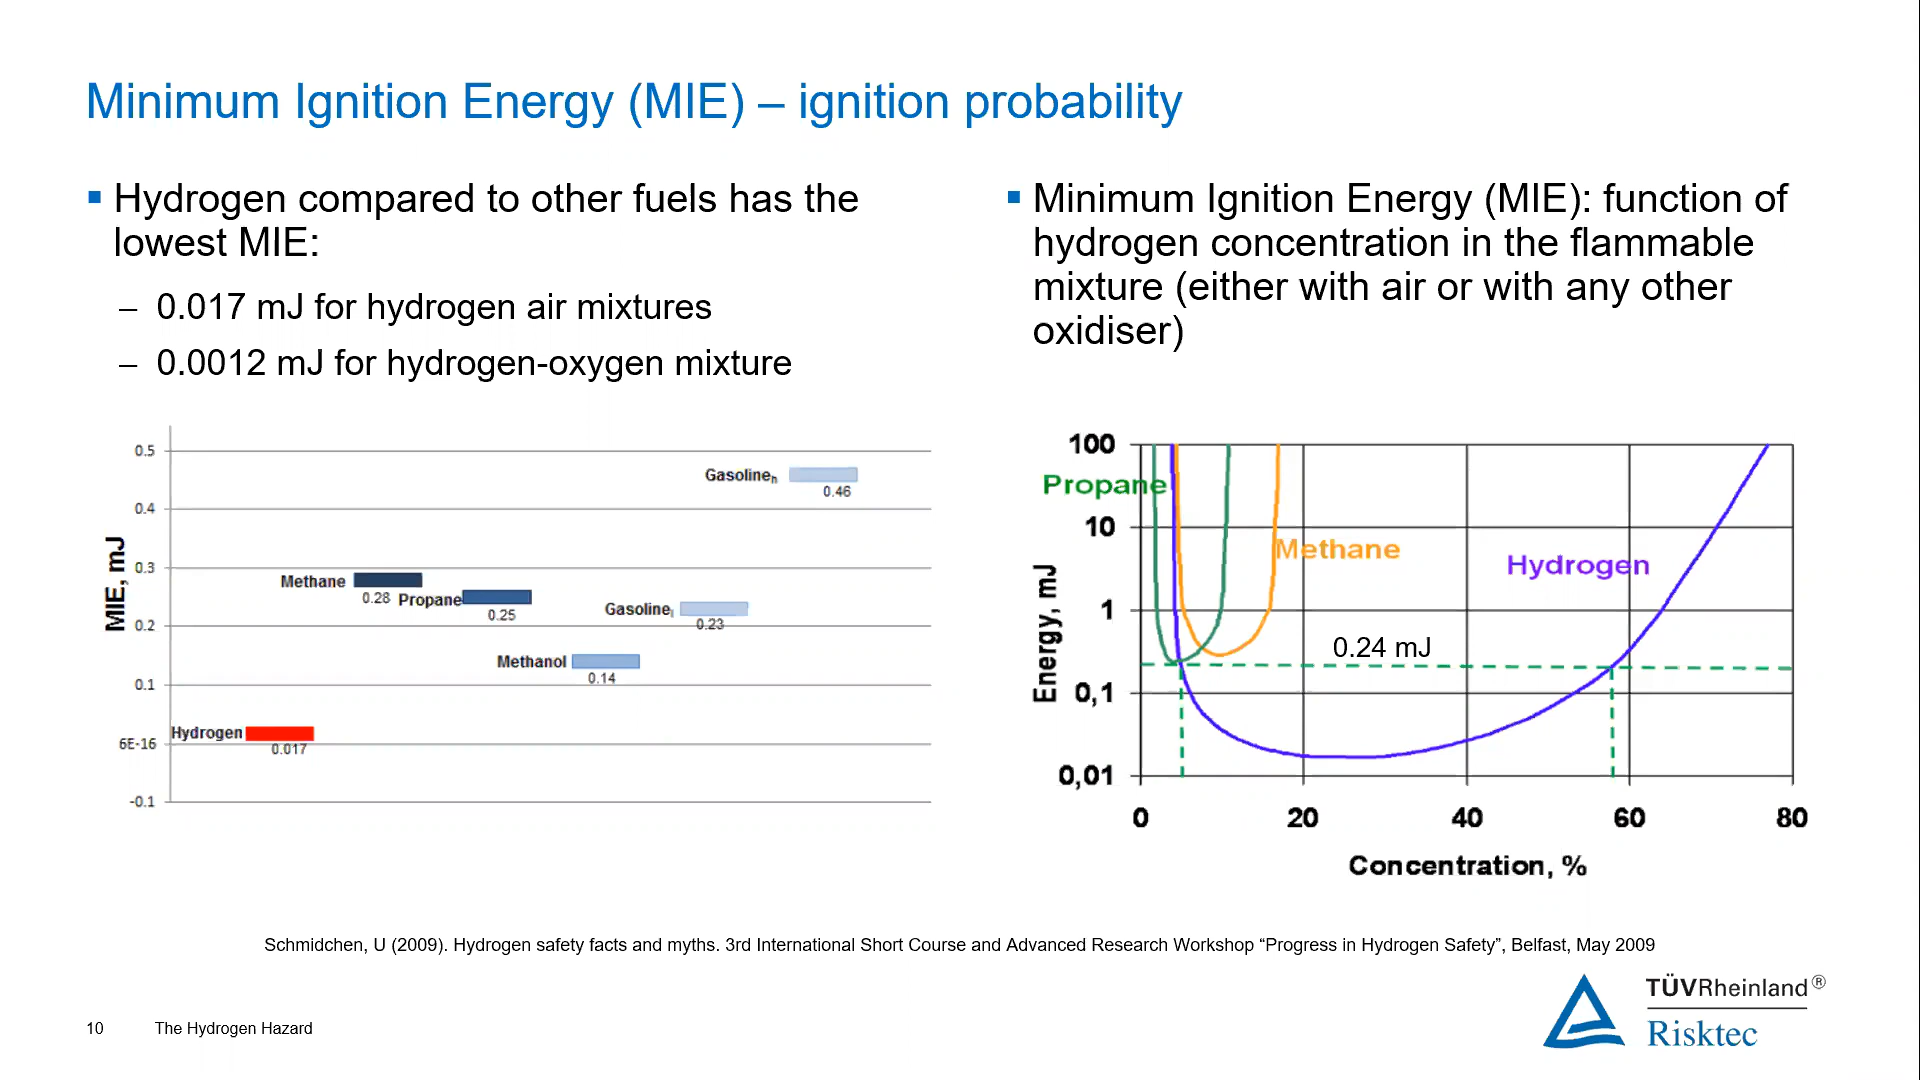 Minimum Ignition Energy (MIE) – ignition probability
▪ Hydrogen compared to other fuels has the
lowest MIE:
– 0.017 mJ for hydrogen air mixtures
– 0.0012 mJ for hydrogen-oxygen mixture
▪ Minimum Ignition Energy (MIE): function of
hydrogen concentration in the flammable
mixture (either with air or with any other
oxidiser)
MIE, mJ
0.5
0.4
0.3
0.2
0.1
6E-16
-0.1
Gasolineₕ
0.46
Methane
0.28
Propane
0.25
Gasolineₗ
0.23
Methanol
0.14
Hydrogen
0.017
Energy, mJ
100
10
1
0,1
0,01
Propane
Methane
Hydrogen
0.24 mJ
0 20 40 60 80
Concentration, %
Schmidchen, U (2009). Hydrogen safety facts and myths. 3rd International Short Course and Advanced Research Workshop “Progress in Hydrogen Safety”, Belfast, May 2009
10 The Hydrogen Hazard
TÜVRheinland®
Risktec